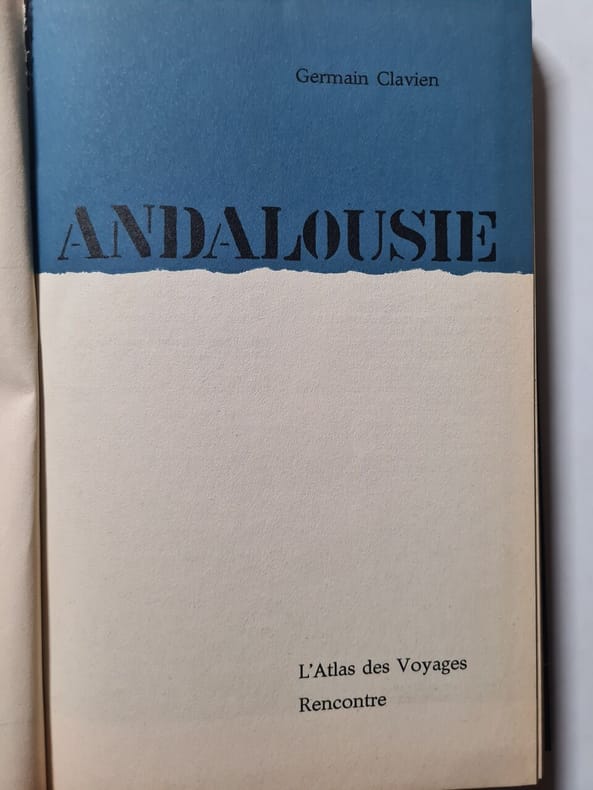 Germain Clavien
ANDALOUSIE
L'Atlas des Voyages
Rencontre